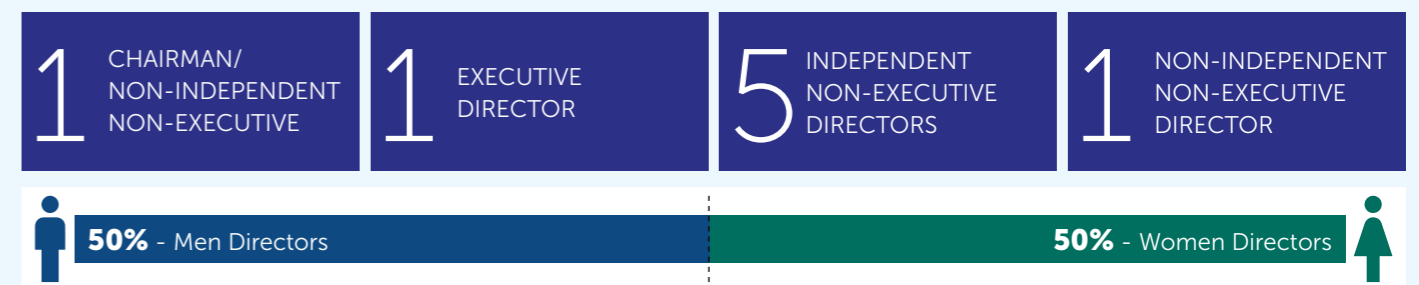 1
CHAIRMAN/
NON-INDEPENDENT
NON-EXECUTIVE
1
EXECUTIVE
DIRECTOR
5
INDEPENDENT
NON-EXECUTIVE
DIRECTORS
1
NON-INDEPENDENT
NON-EXECUTIVE
DIRECTOR
50% - Men Directors
50% - Women Directors